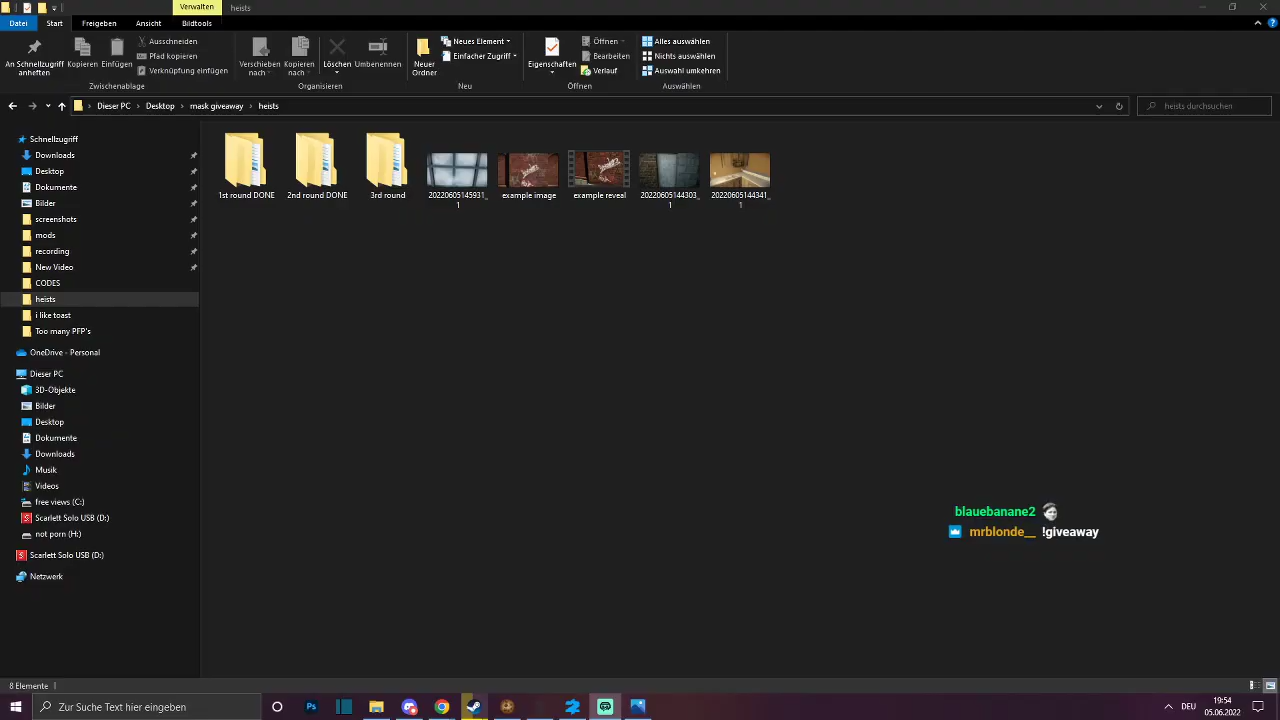 Verwalten
heists
Datei
Start
Freigeben
Ansicht
Bildtools
An Schnellzugriff anheften
Kopieren
Einfügen
Ausschneiden
Pfad kopieren
Verknüpfung einfügen
Zwischenablage
Verschieben nach
Kopieren nach
Löschen
Umbenennen
Organisieren
Neuer Ordner
Neues Element
Einfacher Zugriff
Neu
Eigenschaften
Öffnen
Bearbeiten
Verlauf
Öffnen
Alles auswählen
Nichts auswählen
Auswahl umkehren
Auswählen
Dieser PC > Desktop > mask giveaway > heists
heists durchsuchen
Schnellzugriff
Downloads
Desktop
Dokumente
Bilder
screenshots
mods
recording
New Video
CODES
heists
i like toast
Too many PFP's
OneDrive - Personal
Dieser PC
3D-Objekte
Bilder
Desktop
Dokumente
Downloads
Musik
Videos
free views (C:)
Scarlett Solo USB (D:)
not porn (H:)
Scarlett Solo USB (D:)
Netzwerk
1st round DONE
2nd round DONE
3rd round
20220605145931_1
example image
example reveal
20220605144303_1
20220605144341_1
blauebanane2
mrblonde__ !giveaway
8 Elemente
Zur Suche Text hier eingeben
Ps
DEU
19:54
05.06.2022